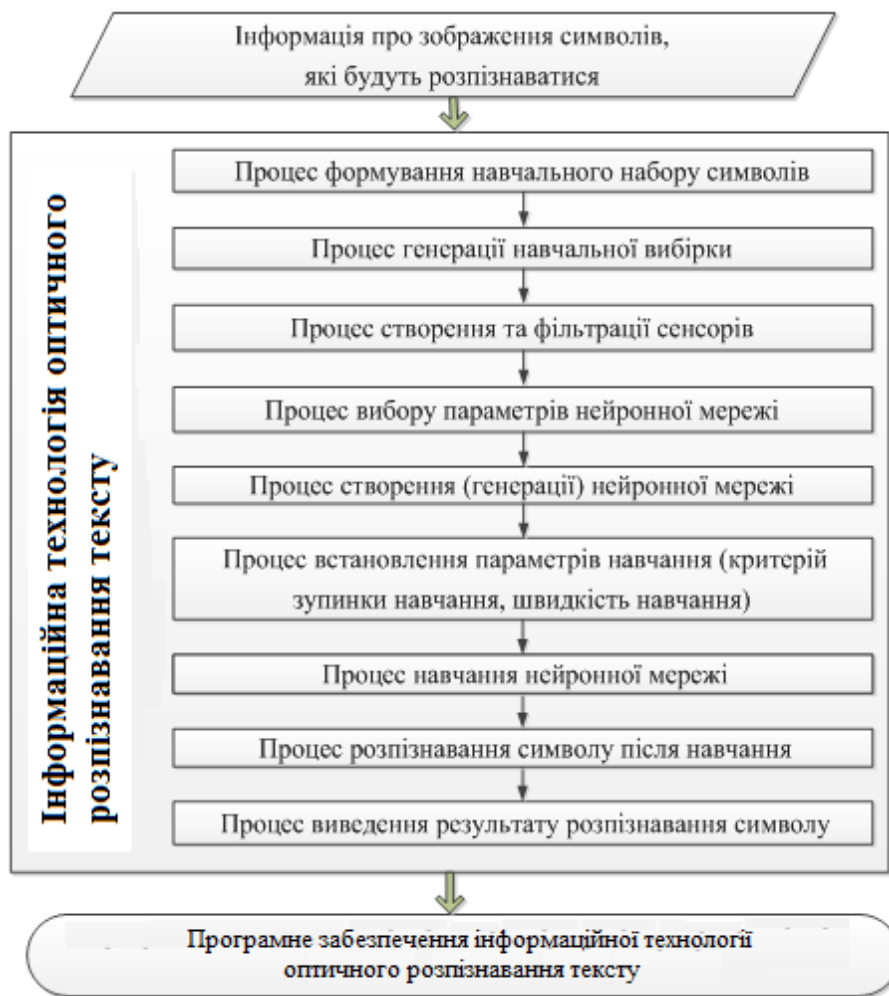 Інформація про зображення символів,
які будуть розпізнаватися
Інформаційна технологія оптичного
розпізнавання тексту
Процес формування навчального набору символів
Процес генерації навчальної вибірки
Процес створення та фільтрації сенсорів
Процес вибору параметрів нейронної мережі
Процес створення (генерації) нейронної мережі
Процес встановлення параметрів навчання (критерій
зупинки навчання, швидкість навчання)
Процес навчання нейронної мережі
Процес розпізнавання символу після навчання
Процес виведення результату розпізнавання символу
Програмне забезпечення інформаційної технології
оптичного розпізнавання тексту